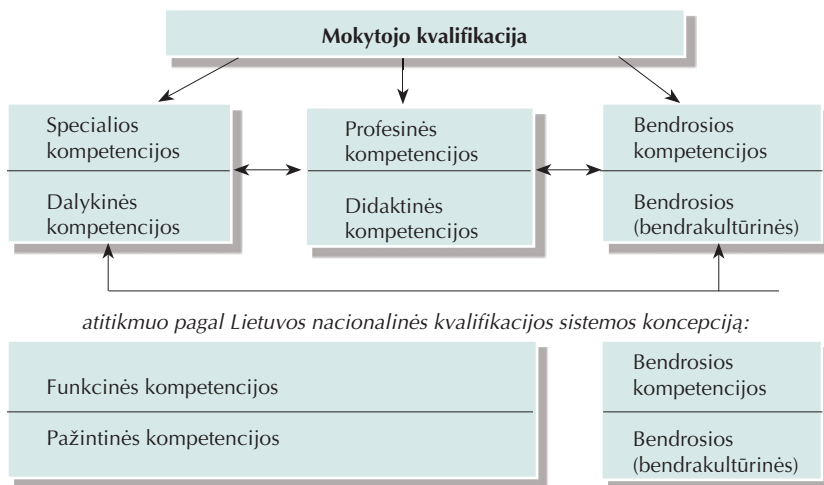 Mokytojo kvalifikacija
Specialios
kompetencijos
Dalykinės
kompetencijos
Profesinės
kompetencijos
Didaktinės
kompetencijos
Bendrosios
kompetencijos
Bendrosios
(bendrakultūrinės)
atitikmuo pagal Lietuvos nacionalinės kvalifikacijos sistemos koncepciją:
Funkcinės kompetencijos
Pažintinės kompetencijos
Bendrosios
kompetencijos
Bendrosios
(bendrakultūrinės)